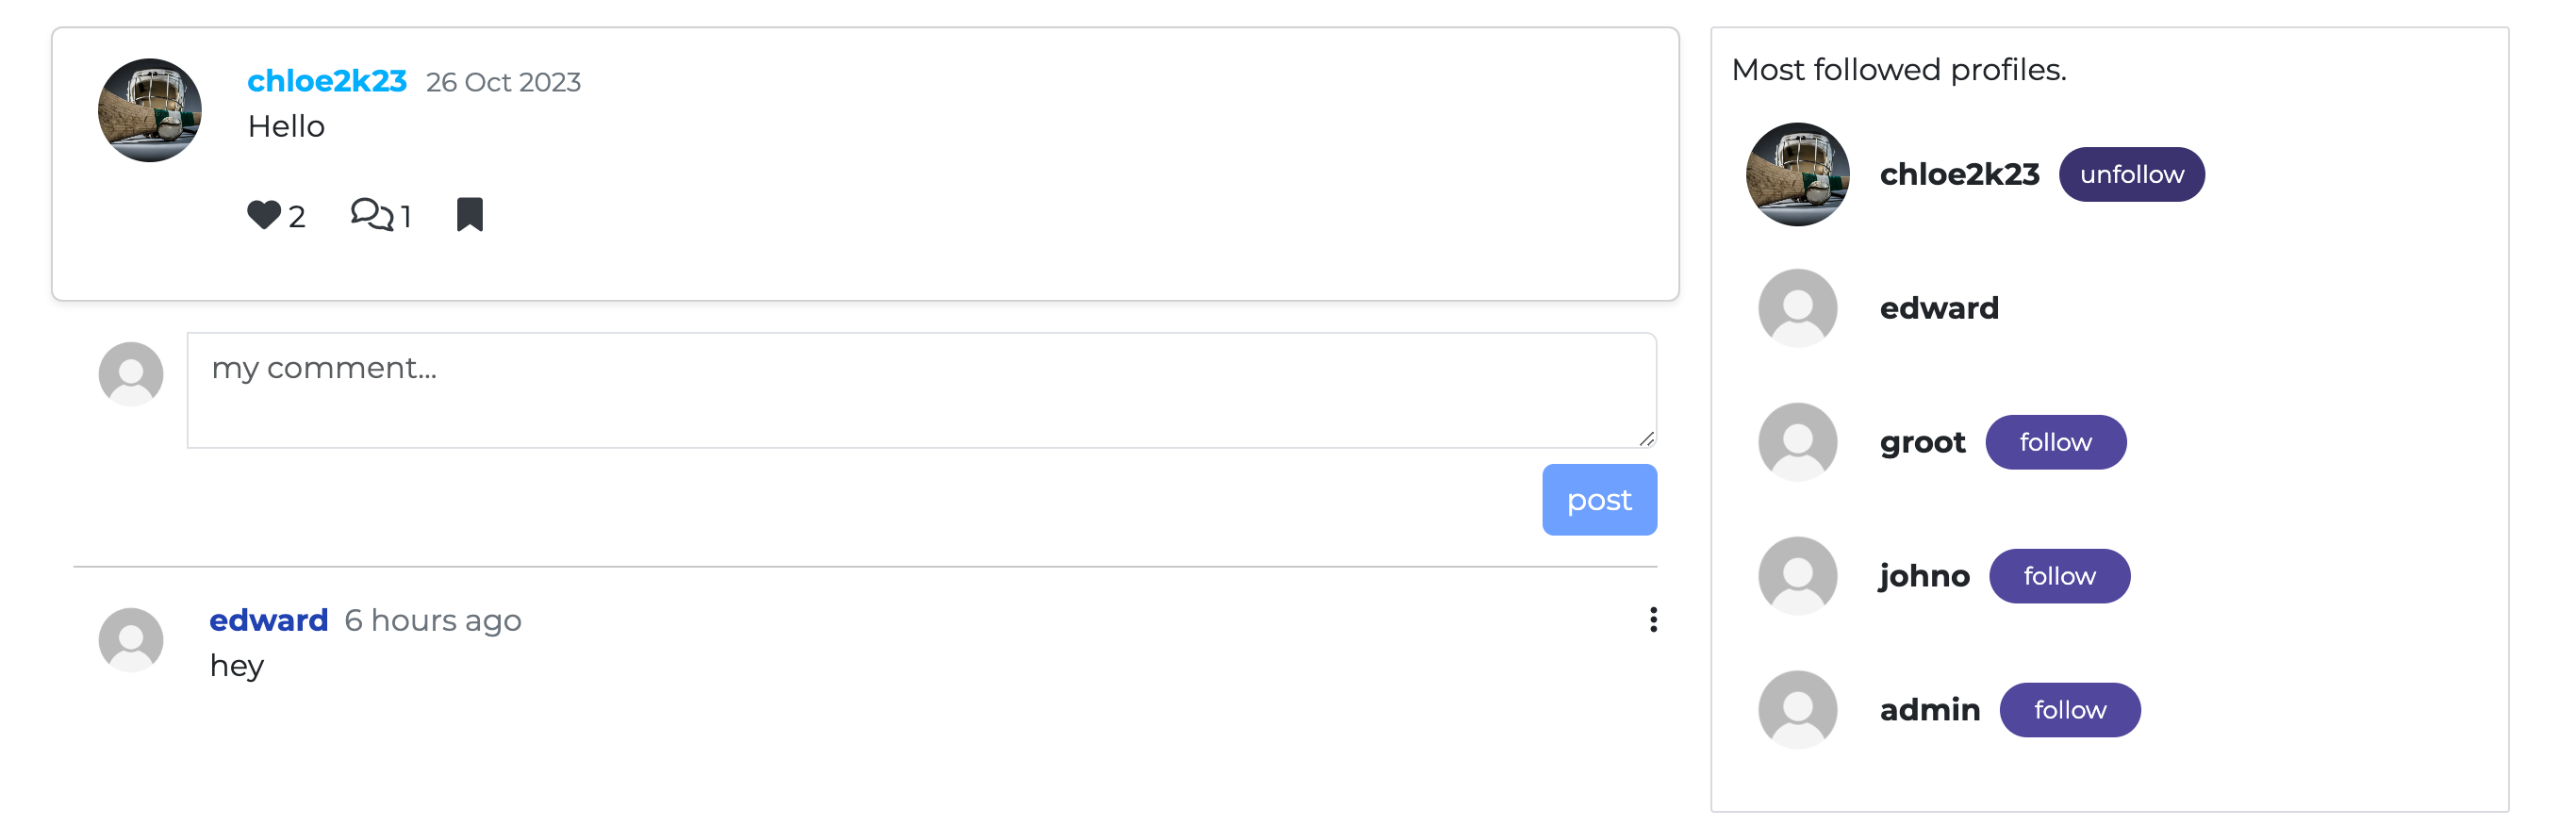 chloe2k23 26 Oct 2023
Hello
2 1
my comment...
post
edward 6 hours ago
hey
Most followed profiles.
chloe2k23 unfollow
edward
groot follow
johno follow
admin follow